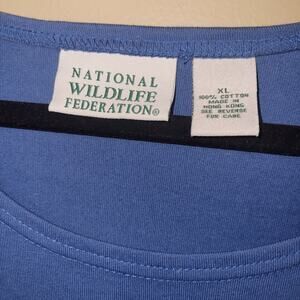 NATIONAL
WILDLIFE
FEDERATION®
XL
100% COTTON
MADE IN
HONG KONG
SEE REVERSE
FOR CARE